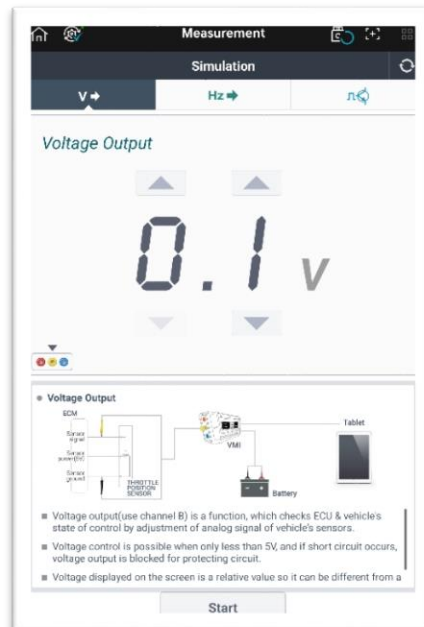 Measurement
Simulation
V
Hz
Voltage Output
0.1 V
Voltage Output
ECM
Sensor signal
Sensor power(5V)
Sensor ground
THROTTLE
POSITION
SENSOR
VMI
Battery
Tablet
Voltage output(use channel B) is a function, which checks ECU & vehicle's
state of control by adjustment of analog signal of vehicle's sensors.
Voltage control is possible when only less than 5V, and if short circuit occurs,
voltage output is blocked for protecting circuit.
Voltage displayed on the screen is a relative value so it can be different from a
Start